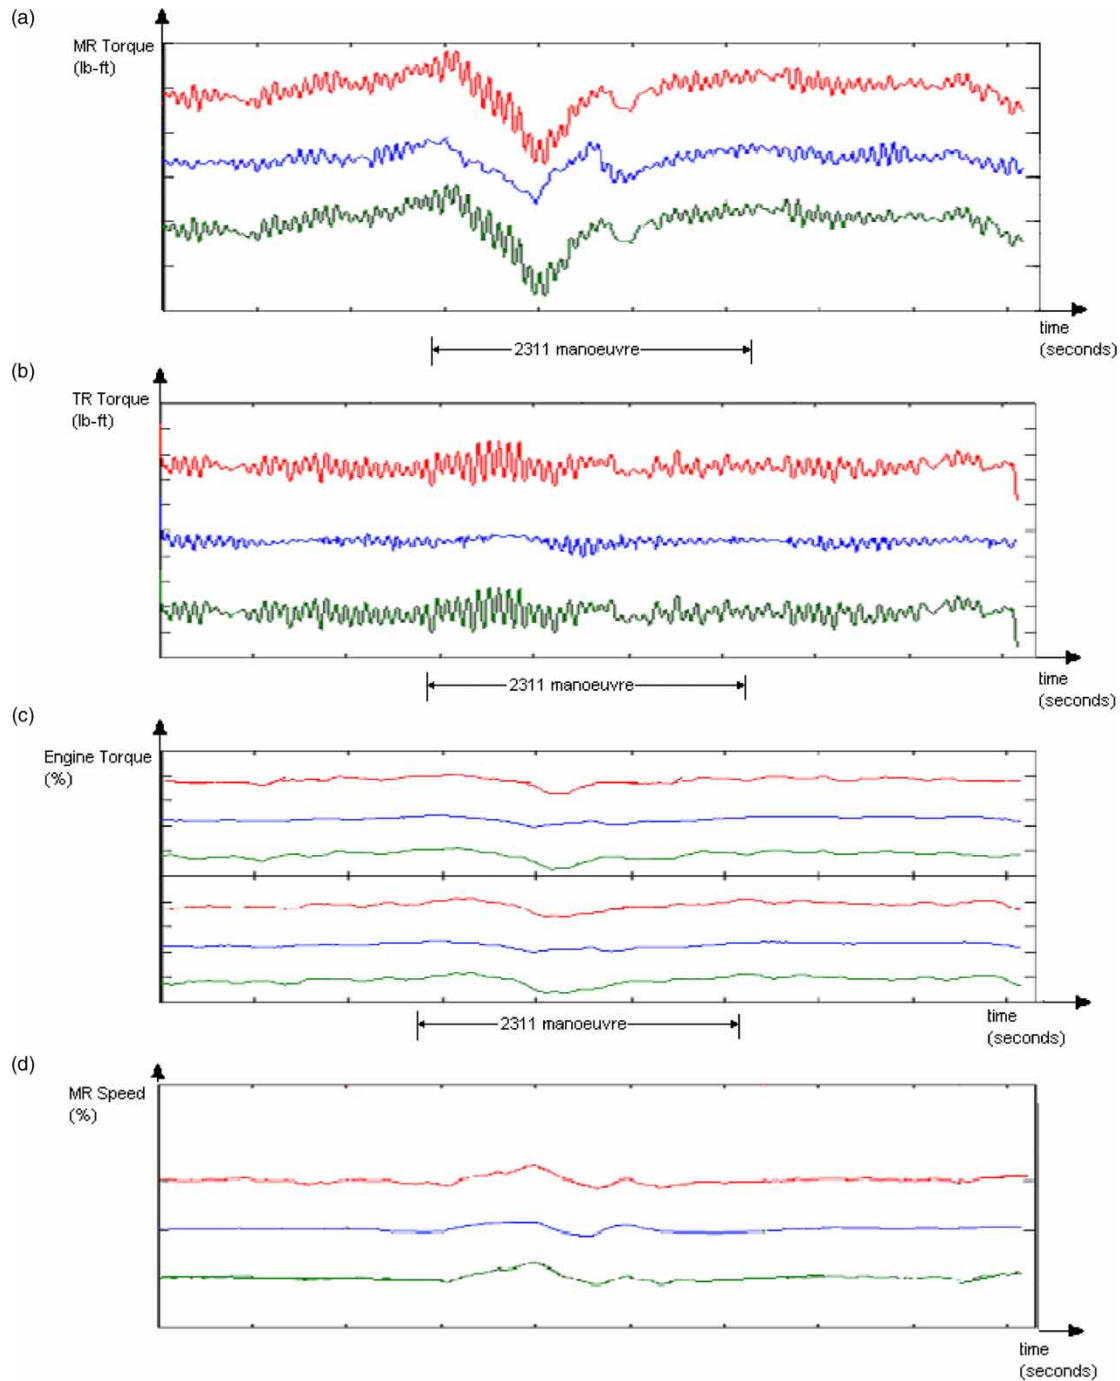 (a)
MR Torque
(lb-ft)
time
(seconds)
2311 manoeuvre
(b)
TR Torque
(lb-ft)
time
(seconds)
2311 manoeuvre
(c)
Engine Torque
(%)
time
(seconds)
2311 manoeuvre
(d)
MR Speed
(%)
time
(seconds)